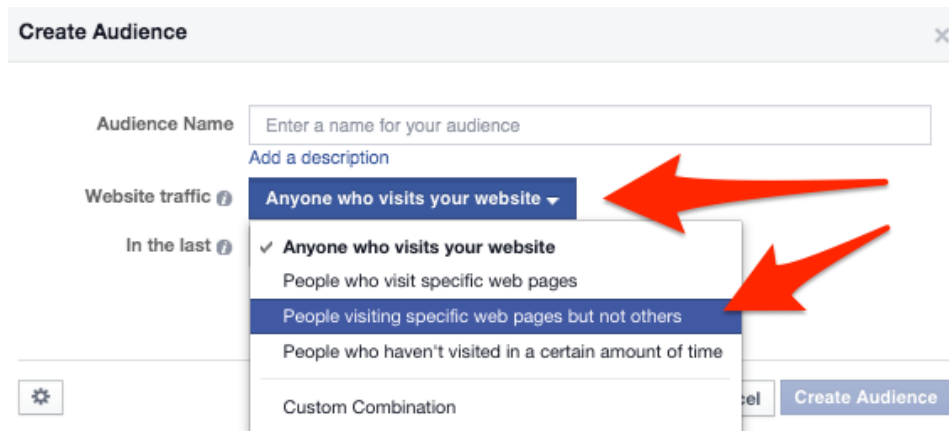 Create Audience
Audience Name
Enter a name for your audience
Add a description
Website traffic
Anyone who visits your website
In the last
Anyone who visits your website
People who visit specific web pages
People visiting specific web pages but not others
People who haven't visited in a certain amount of time
Custom Combination
Create Audience